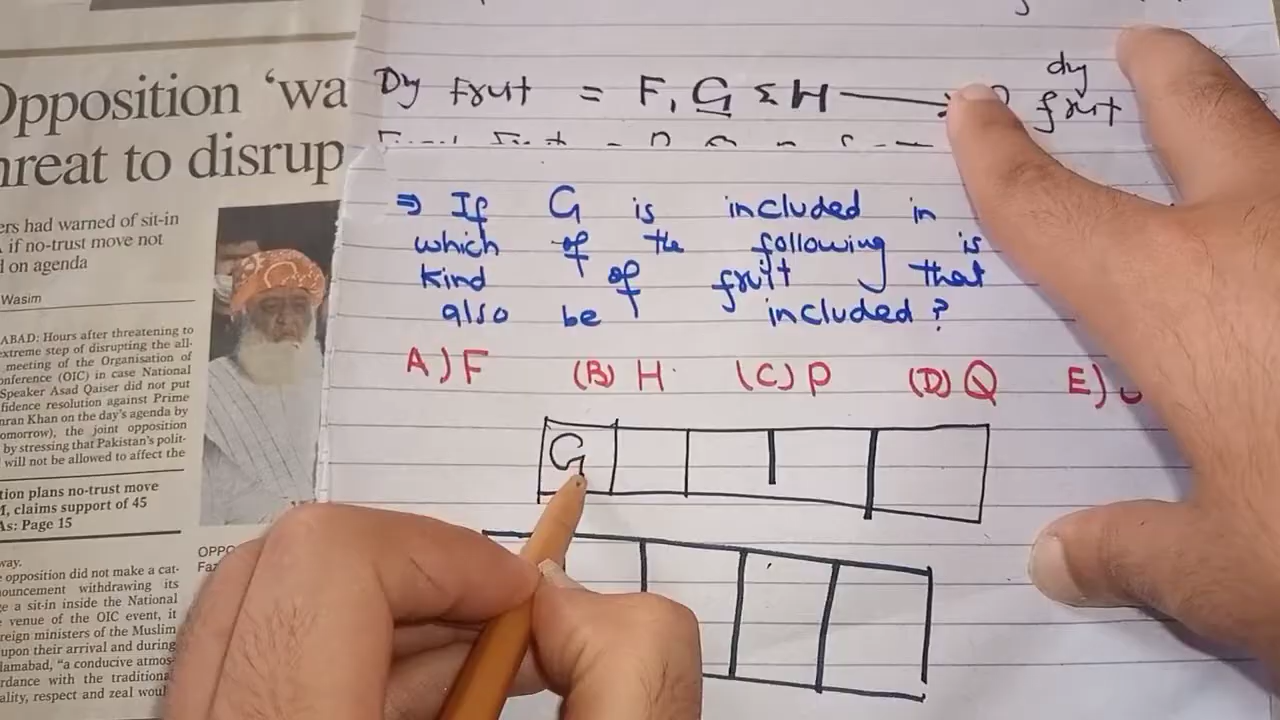 Dry fruit = F, G & H
dry
fruit
⇒ If G is included in
which of the following is
kind of fruit that
also be included?
A) F (B) H (C) P (D) Q E)
G
Opposition 'wa
hreat to disrup
ers had warned of sit-in
if no-trust move not
d on agenda
Wasim
ABAD: Hours after threatening to
extreme step of disrupting the all-
meeting of the Organisation of
onference (OIC) in case National
Speaker Asad Qaiser did not put
fidence resolution against Prime
mran Khan on the day's agenda by
omorrow), the joint opposition
by stressing that Pakistan's polit-
will not be allowed to affect the
tion plans no-trust move
M, claims support of 45
As: Page 15
way.
opposition did not make a cat-
nouncement withdrawing its
e a sit-in inside the National
venue of the OIC event, it
reign ministers of the Muslim
upon their arrival and during
lamabad, "a conducive atmos-
rdance with the traditional
ality, respect and zeal woul
OPPO
Faz